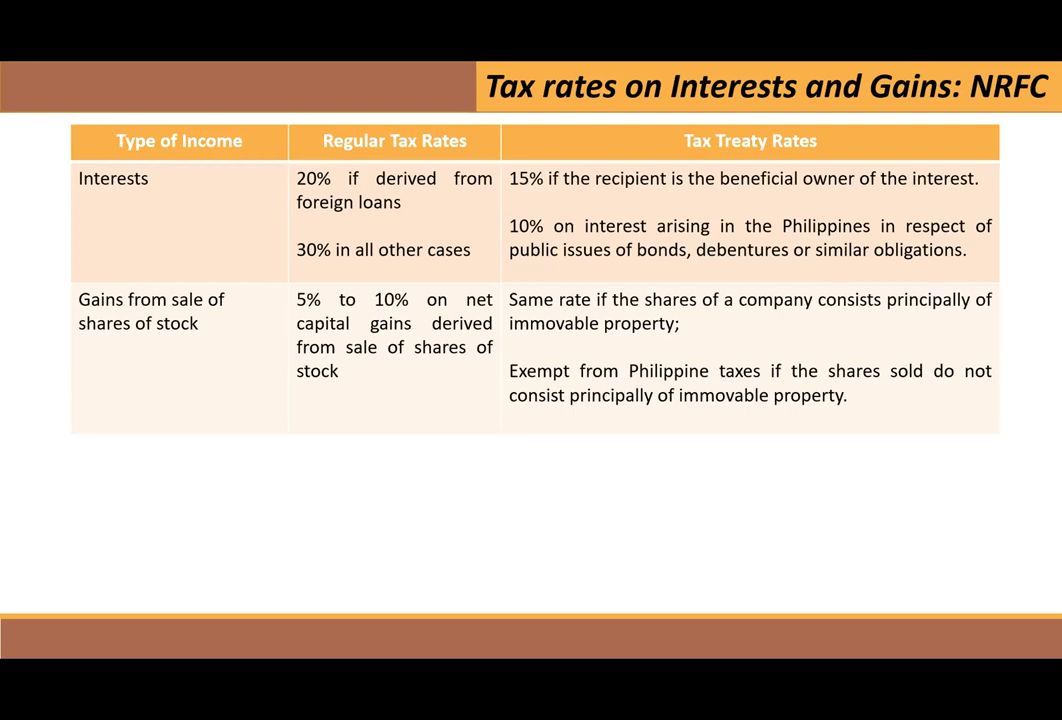 Tax rates on Interests and Gains: NRFC
Type of Income
Regular Tax Rates
Tax Treaty Rates
Interests
20% if derived from
foreign loans
30% in all other cases
15% if the recipient is the beneficial owner of the interest.
10% on interest arising in the Philippines in respect of
public issues of bonds, debentures or similar obligations.
Gains from sale of
shares of stock
5% to 10% on net
capital gains derived
from sale of shares of
stock
Same rate if the shares of a company consists principally of
immovable property;
Exempt from Philippine taxes if the shares sold do not
consist principally of immovable property.